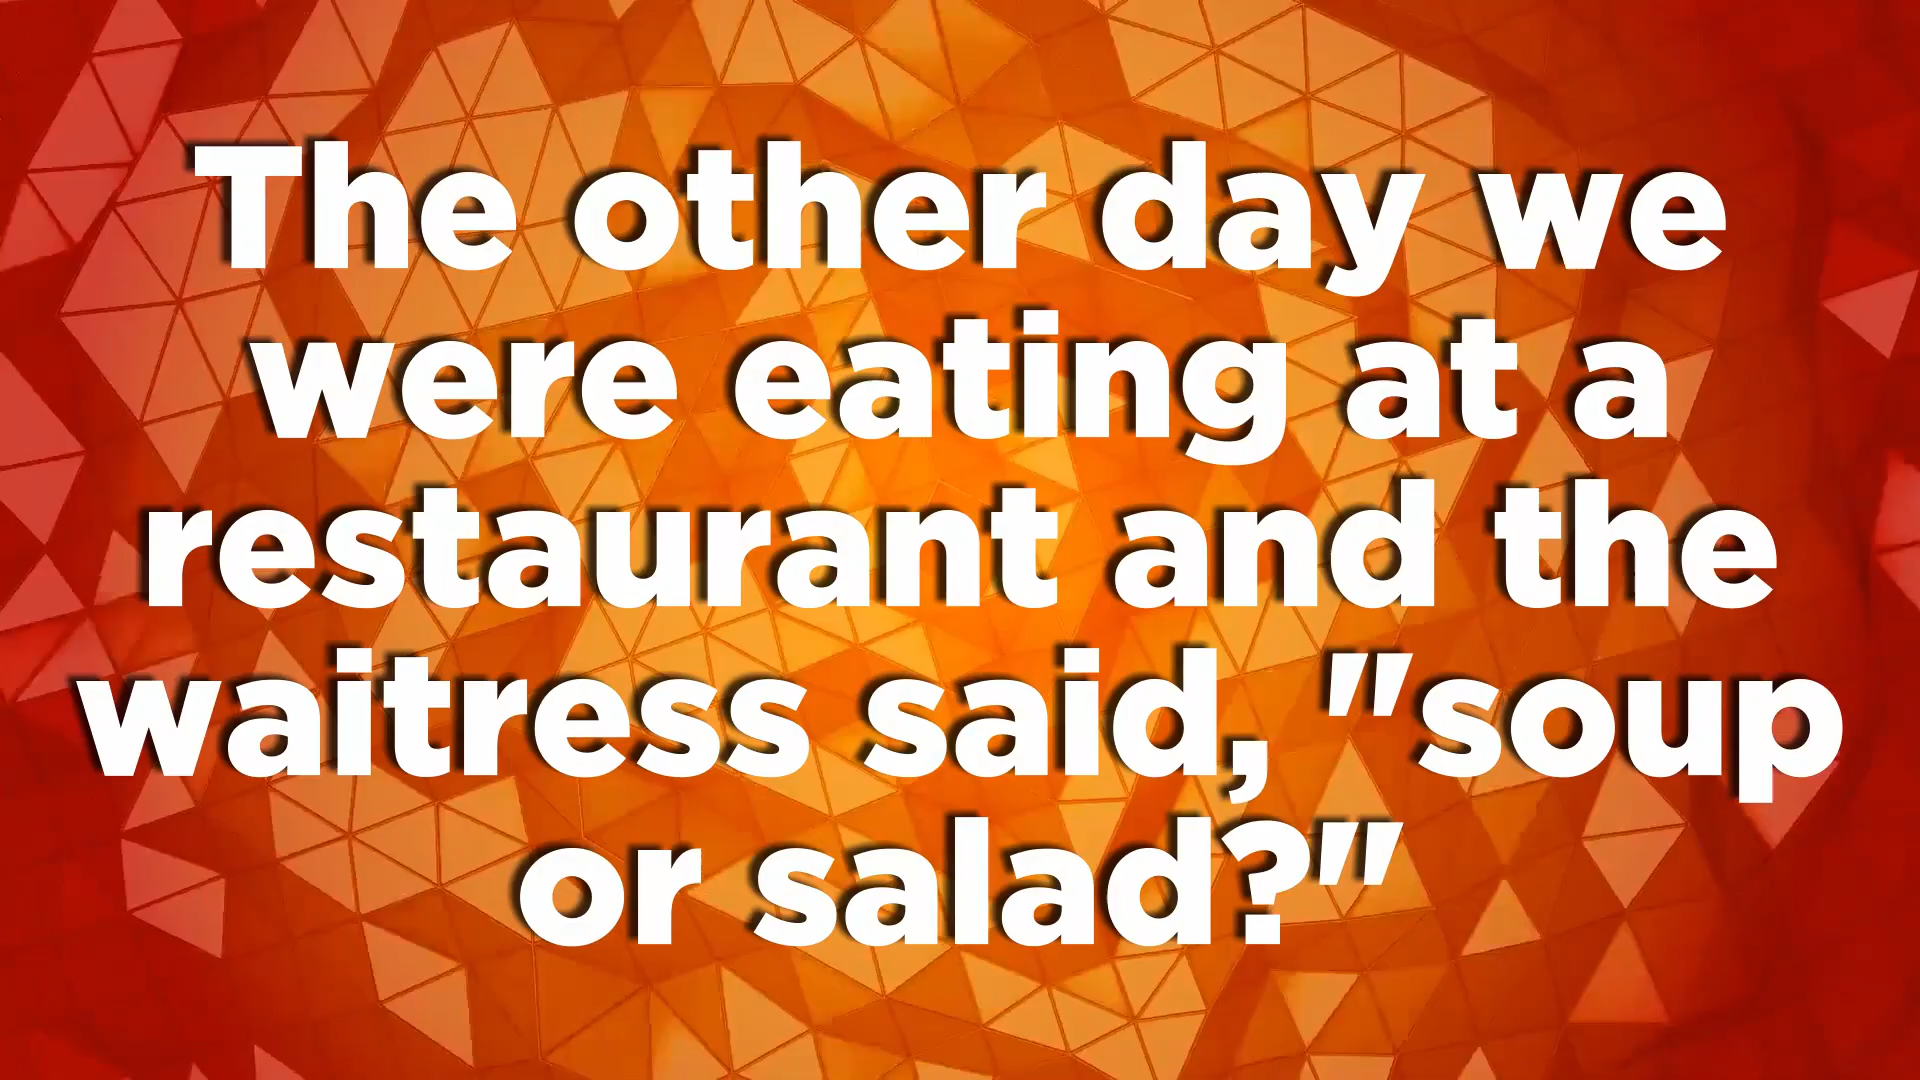 The other day we
were eating at a
restaurant and the
waitress said, "soup
or salad?"